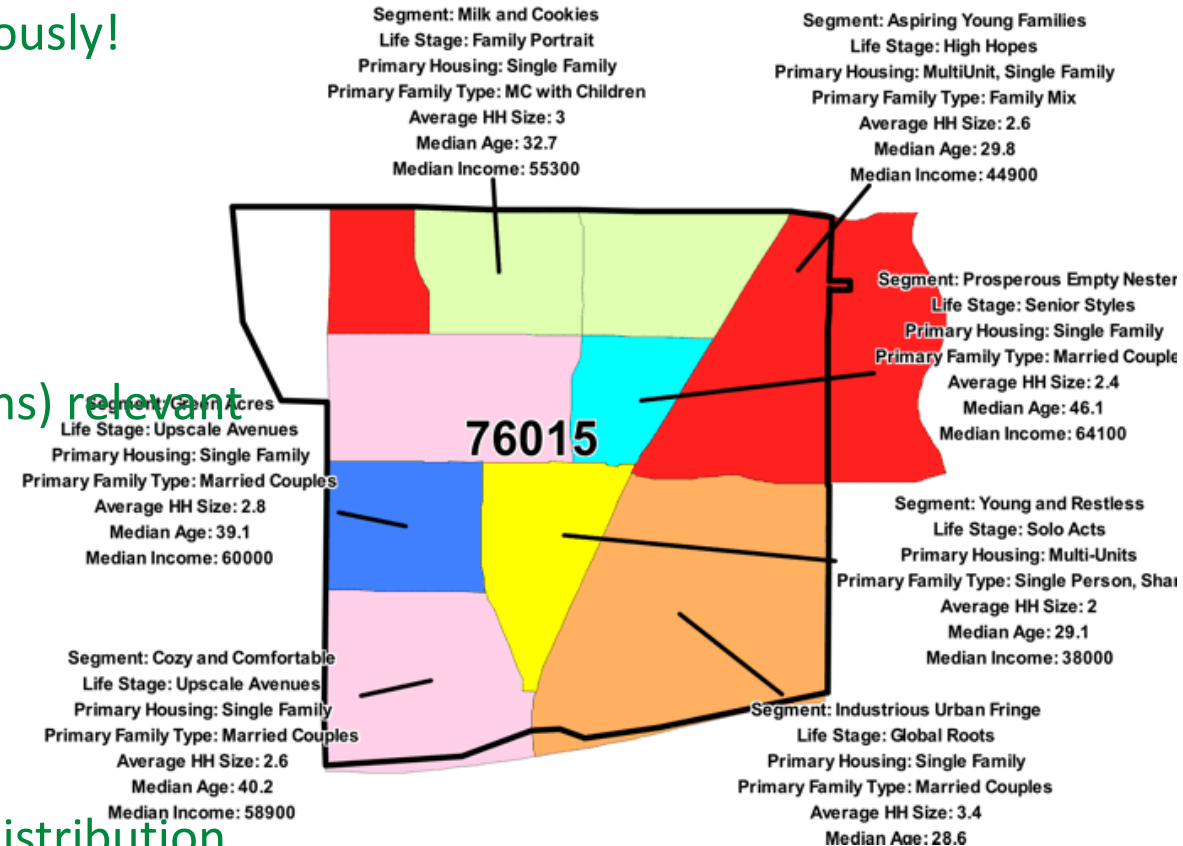 ously!
Segment: Milk and Cookies
Life Stage: Family Portrait
Primary Housing: Single Family
Primary Family Type: MC with Children
Average HH Size: 3
Median Age: 32.7
Median Income: 55300
Segment: Aspiring Young Families
Life Stage: High Hopes
Primary Housing: MultiUnit, Single Family
Primary Family Type: Family Mix
Average HH Size: 2.6
Median Age: 29.8
Median Income: 44900
Segment: Prosperous Empty Nester
Life Stage: Senior Styles
Primary Housing: Single Family
Primary Family Type: Married Couple
Average HH Size: 2.4
Median Age: 46.1
Median Income: 64100
ns) relevant
Segment: Green Acres
Life Stage: Upscale Avenues
Primary Housing: Single Family
Primary Family Type: Married Couples
Average HH Size: 2.8
Median Age: 39.1
Median Income: 60000
76015
Segment: Young and Restless
Life Stage: Solo Acts
Primary Housing: Multi-Units
Primary Family Type: Single Person, Shar
Average HH Size: 2
Median Age: 29.1
Median Income: 38000
Segment: Cozy and Comfortable
Life Stage: Upscale Avenues
Primary Housing: Single Family
Primary Family Type: Married Couples
Average HH Size: 2.6
Median Age: 40.2
Median Income: 58900
Segment: Industrious Urban Fringe
Life Stage: Global Roots
Primary Housing: Single Family
Primary Family Type: Married Couples
Average HH Size: 3.4
Median Age: 28.6
istribution